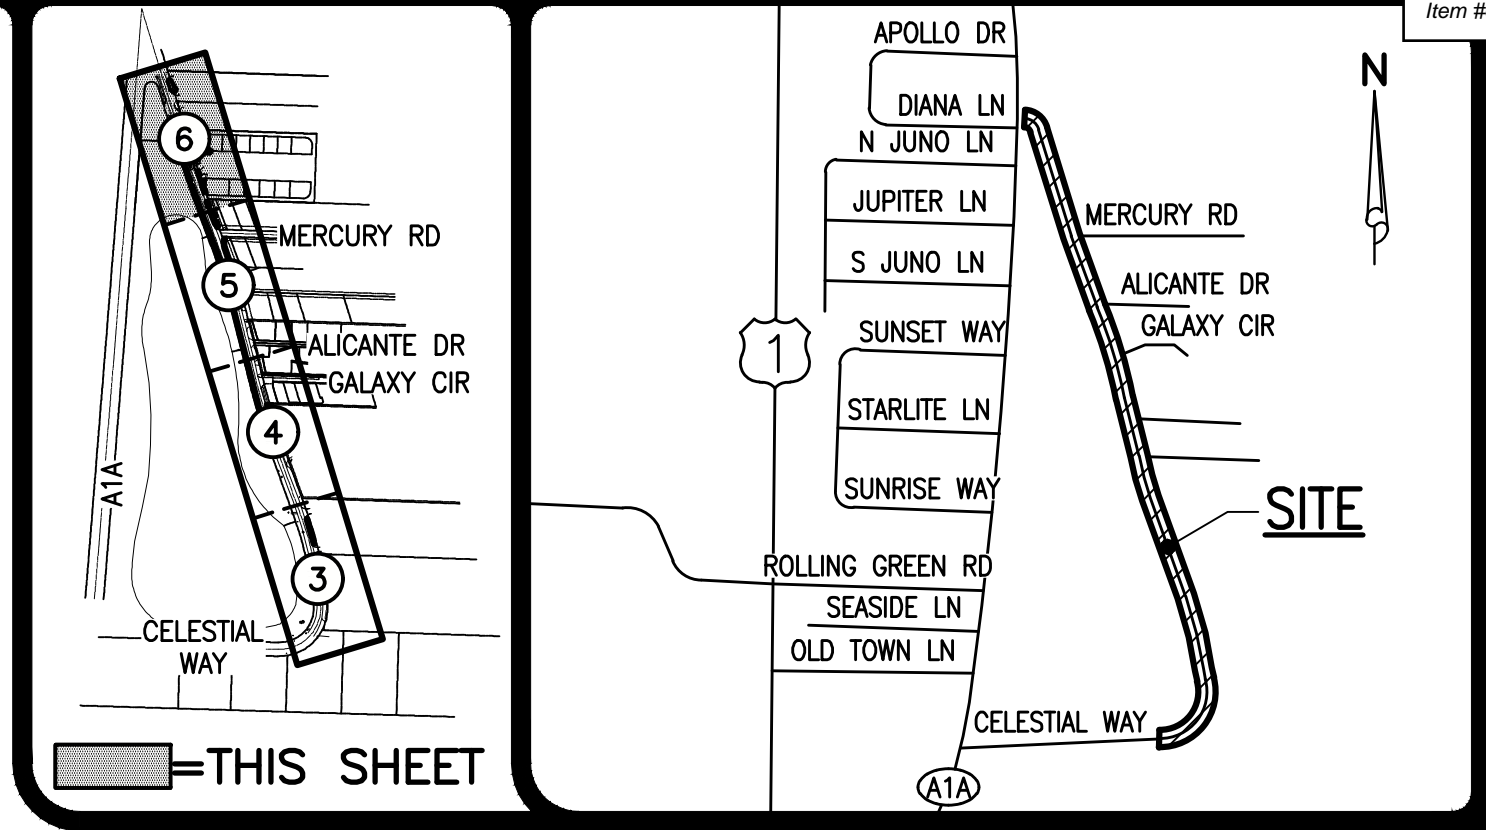 Item #
6
MERCURY RD
5
ALICANTE DR
GALAXY CIR
4
A1A
3
CELESTIAL
WAY
=THIS SHEET
APOLLO DR
DIANA LN
N JUNO LN
JUPITER LN
S JUNO LN
SUNSET WAY
1
STARLITE LN
SUNRISE WAY
ROLLING GREEN RD
SEASIDE LN
OLD TOWN LN
CELESTIAL WAY
A1A
N
MERCURY RD
ALICANTE DR
GALAXY CIR
SITE